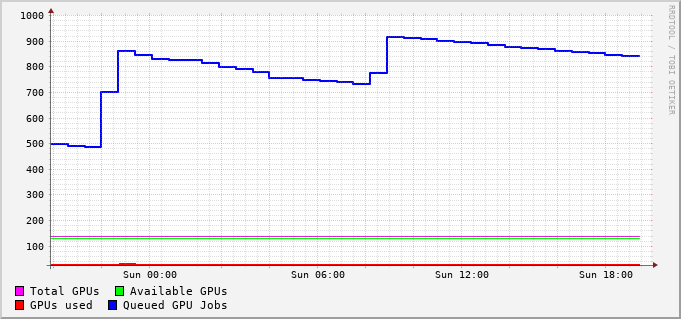 RRDTOOL / TOBI OETIKER
1000
900
800
700
600
500
400
300
200
100
Sun 00:00 Sun 06:00 Sun 12:00 Sun 18:00
Total GPUs Available GPUs
GPUs used Queued GPU Jobs